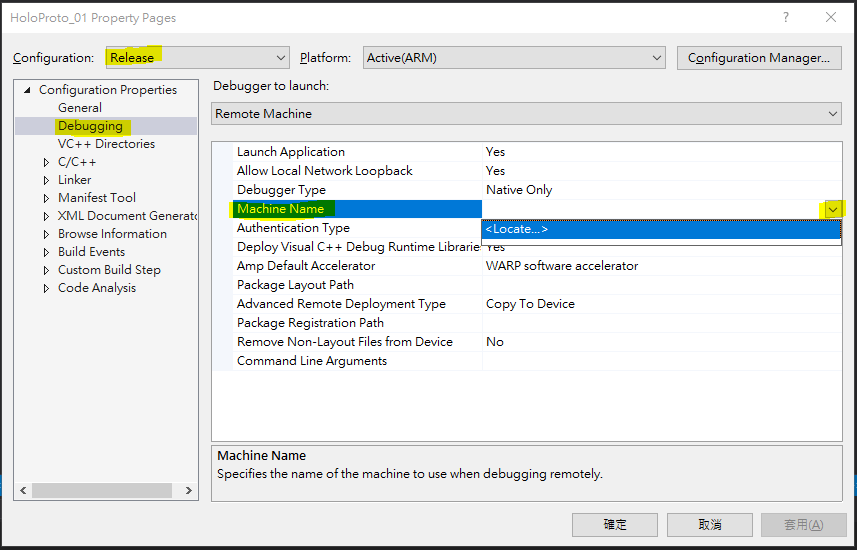 HoloProto_01 Property Pages
Configuration: Release Platform: Active(ARM) Configuration Manager...
Configuration Properties
General
Debugging
VC++ Directories
C/C++
Linker
Manifest Tool
XML Document Generato
Browse Information
Build Events
Custom Build Step
Code Analysis
Debugger to launch:
Remote Machine
Launch Application Yes
Allow Local Network Loopback Yes
Debugger Type Native Only
Machine Name
<Locate...>
Authentication Type
Deploy Visual C++ Debug Runtime Librarie Yes
Amp Default Accelerator WARP software accelerator
Package Layout Path
Advanced Remote Deployment Type Copy To Device
Package Registration Path
Remove Non-Layout Files from Device No
Command Line Arguments
Machine Name
Specifies the name of the machine to use when debugging remotely.
確定 取消 套用(A)